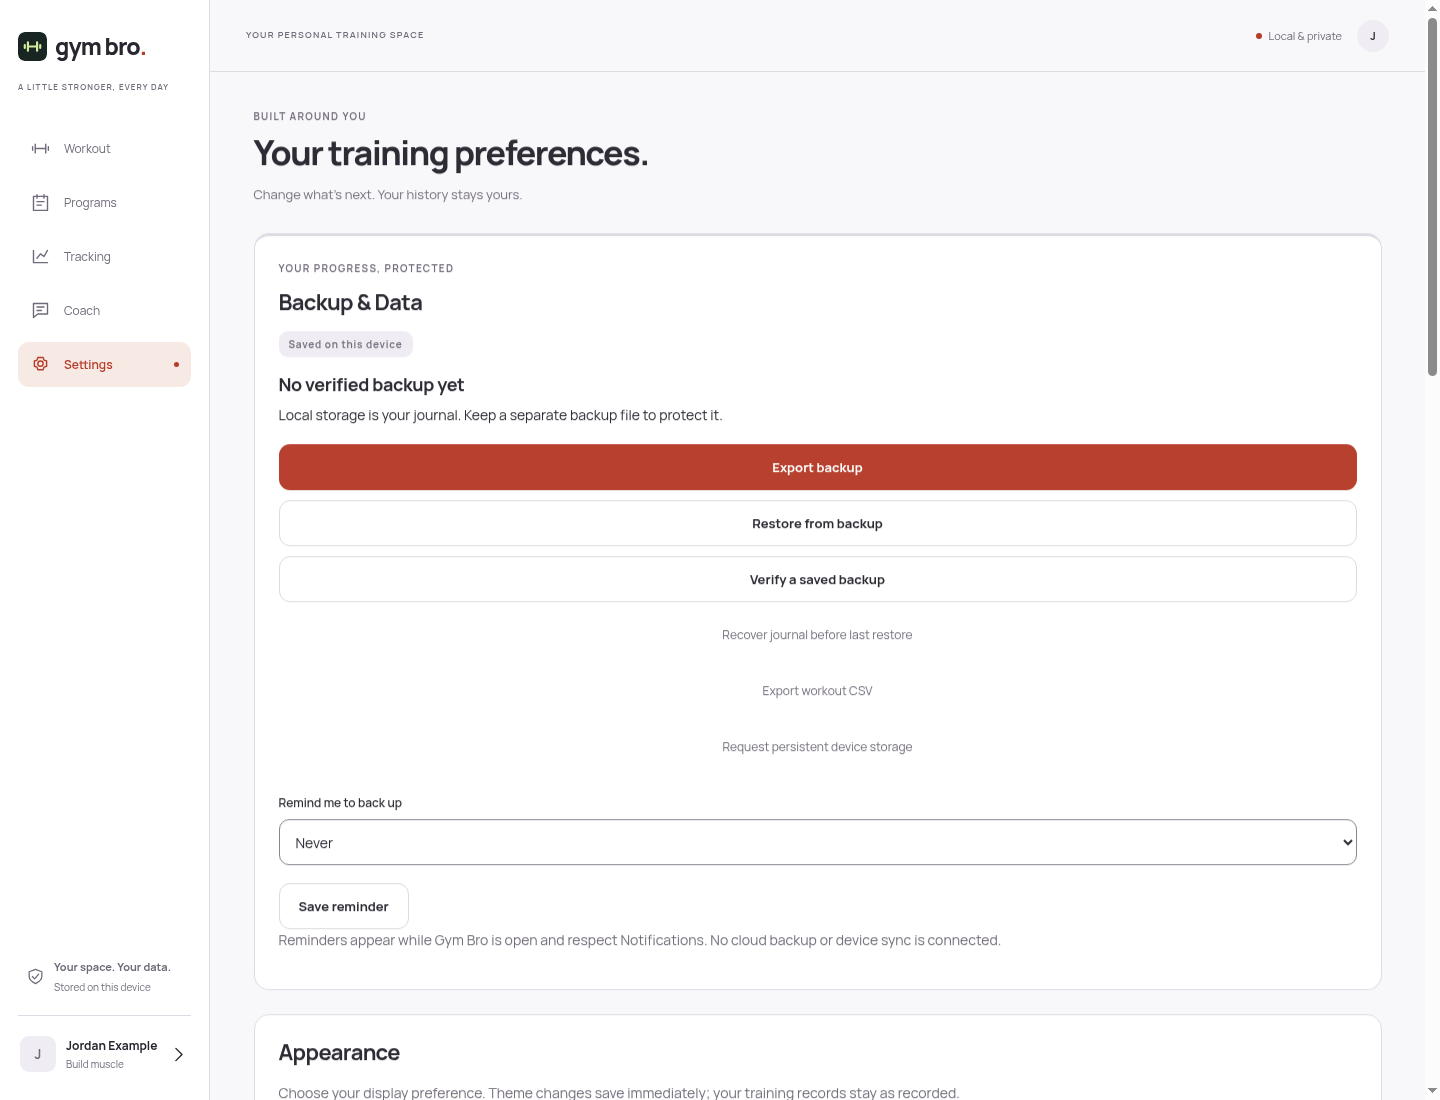 gym bro.
A LITTLE STRONGER, EVERY DAY
Workout
Programs
Tracking
Coach
Settings
Your space. Your data.
Stored on this device
J
Jordan Example
Build muscle
YOUR PERSONAL TRAINING SPACE
Local & private
J
BUILT AROUND YOU
Your training preferences.
Change what's next. Your history stays yours.
YOUR PROGRESS, PROTECTED
Backup & Data
Saved on this device
No verified backup yet
Local storage is your journal. Keep a separate backup file to protect it.
Export backup
Restore from backup
Verify a saved backup
Recover journal before last restore
Export workout CSV
Request persistent device storage
Remind me to back up
Never
Save reminder
Reminders appear while Gym Bro is open and respect Notifications. No cloud backup or device sync is connected.
Appearance
Choose your display preference. Theme changes save immediately; your training records stay as recorded.